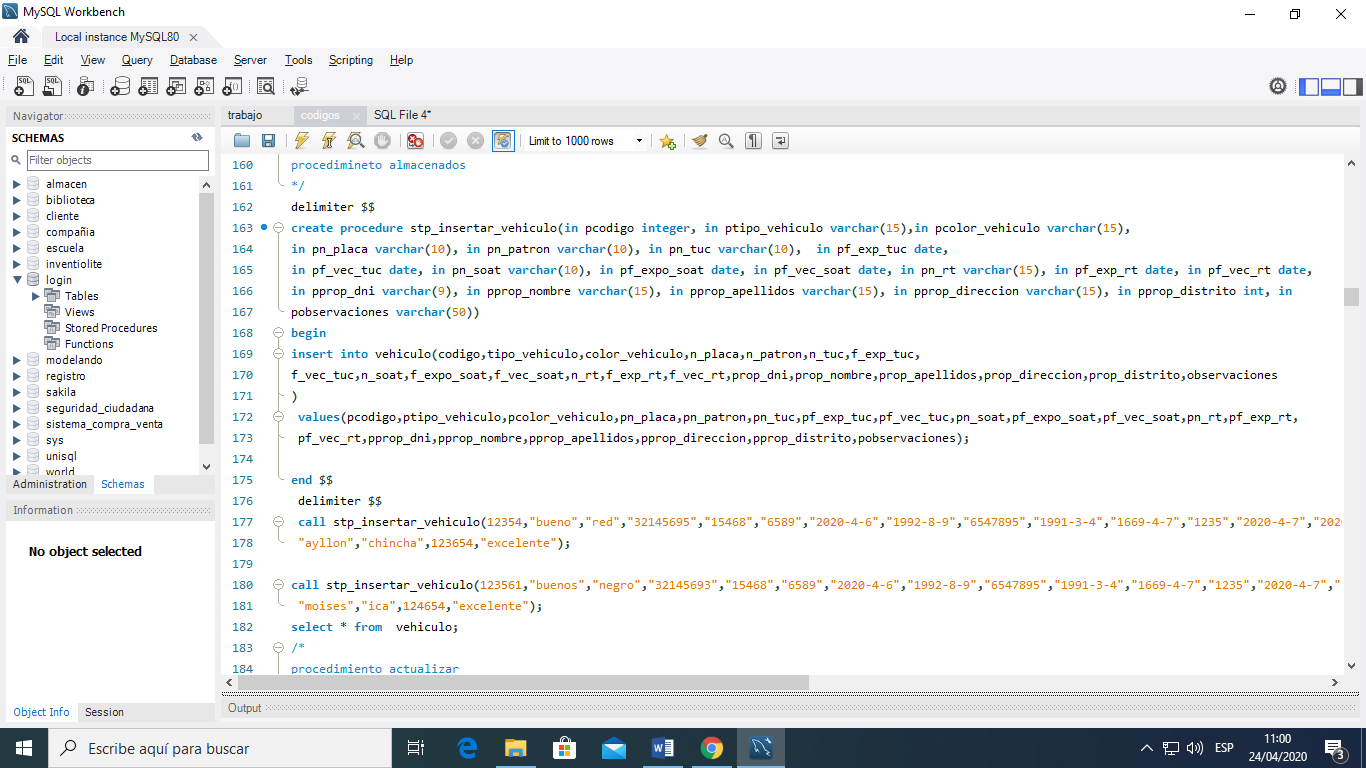 MySQL Workbench
Local instance MySQL80
File Edit View Query Database Server Tools Scripting Help
Navigator
SCHEMAS
Filter objects
almacen
biblioteca
cliente
compañia
escuela
inventiolite
login
Tables
Views
Stored Procedures
Functions
modelando
registro
sakila
seguridad_ciudadana
sistema_compra_venta
sys
unisql
world
Administration Schemas
Information
No object selected
Object Info Session
trabajo codigos SQL File 4*
Limit to 1000 rows
160 procedimineto almacenados
161 */
162 delimiter $$
163 create procedure stp_insertar_vehiculo(in pcodigo integer, in ptipo_vehiculo varchar(15),in pcolor_vehiculo varchar(15),
164 in pn_placa varchar(10), in pn_patron varchar(10), in pn_tuc varchar(10),  in pf_exp_tuc date,
165 in pf_vec_tuc date, in pn_soat varchar(10), in pf_expo_soat date, in pf_vec_soat date, in pn_rt varchar(15), in pf_exp_rt date, in pf_vec_rt date,
166 in pprop_dni varchar(9), in pprop_nombre varchar(15), in pprop_apellidos varchar(15), in pprop_direccion varchar(15), in pprop_distrito int, in
167 pobservaciones varchar(50))
168 begin
169 insert into vehiculo(codigo,tipo_vehiculo,color_vehiculo,n_placa,n_patron,n_tuc,f_exp_tuc,
170 f_vec_tuc,n_soat,f_expo_soat,f_vec_soat,n_rt,f_exp_rt,f_vec_rt,prop_dni,prop_nombre,prop_apellidos,prop_direccion,prop_distrito,observaciones
171 )
172 values(pcodigo,ptipo_vehiculo,pcolor_vehiculo,pn_placa,pn_patron,pn_tuc,pf_exp_tuc,pf_vec_tuc,pn_soat,pf_expo_soat,pf_vec_soat,pn_rt,pf_exp_rt,
173 pf_vec_rt,pprop_dni,pprop_nombre,pprop_apellidos,pprop_direccion,pprop_distrito,pobservaciones);
174
175 end $$
176 delimiter $$
177 call stp_insertar_vehiculo(12354,"bueno","red","32145695","15468","6589","2020-4-6","1992-8-9","6547895","1991-3-4","1669-4-7","1235","2020-4-7","202
178 "ayllon","chincha",123654,"excelente");
179
180 call stp_insertar_vehiculo(123561,"buenos","negro","32145693","15468","6589","2020-4-6","1992-8-9","6547895","1991-3-4","1669-4-7","1235","2020-4-7","
181 "moises","ica",124654,"excelente");
182 select * from  vehiculo;
183 /*
184 procedimiento actualizar
Output
Escribe aquí para buscar
ESP
11:00
24/04/2020
3